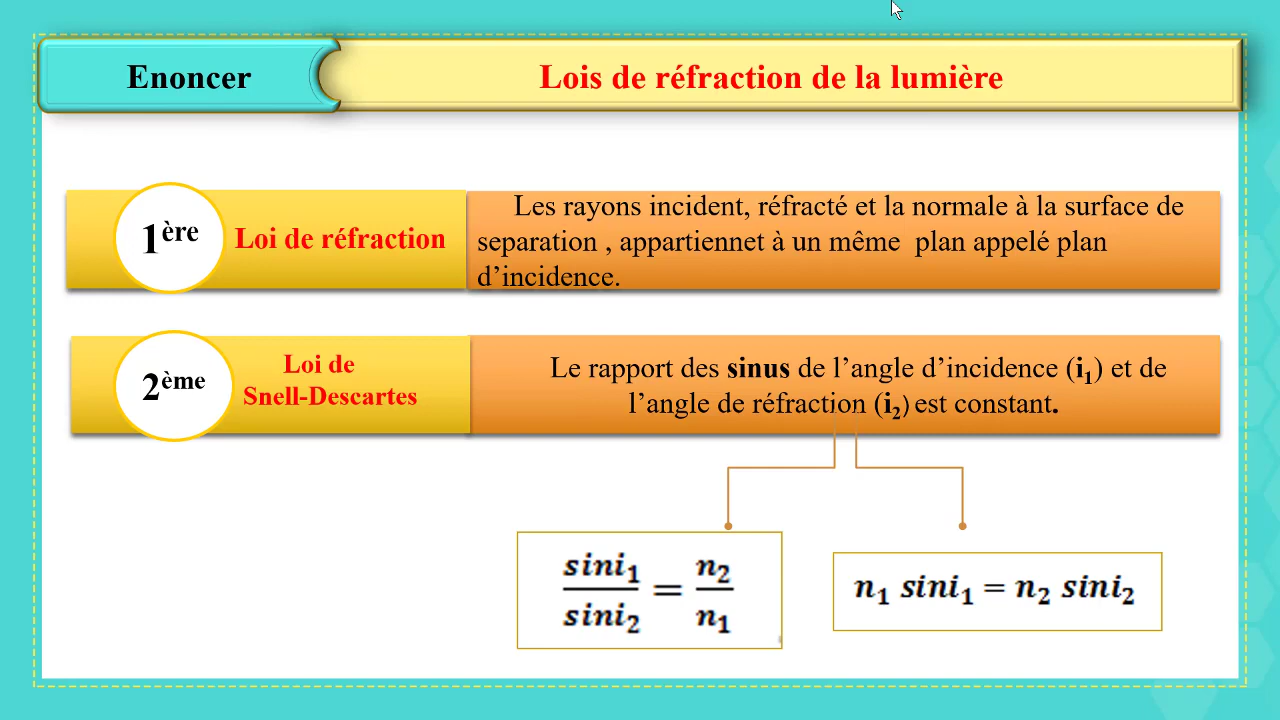 Enoncer
Lois de réfraction de la lumière
1ère
Loi de réfraction
Les rayons incident, réfracté et la normale à la surface de
separation , appartiennet à un même plan appelé plan
d’incidence.
2ème
Loi de
Snell-Descartes
Le rapport des sinus de l’angle d’incidence (i₁) et de
l’angle de réfraction (i₂) est constant.
sini₁/sini₂ = n₂/n₁
n₁ sini₁ = n₂ sini₂